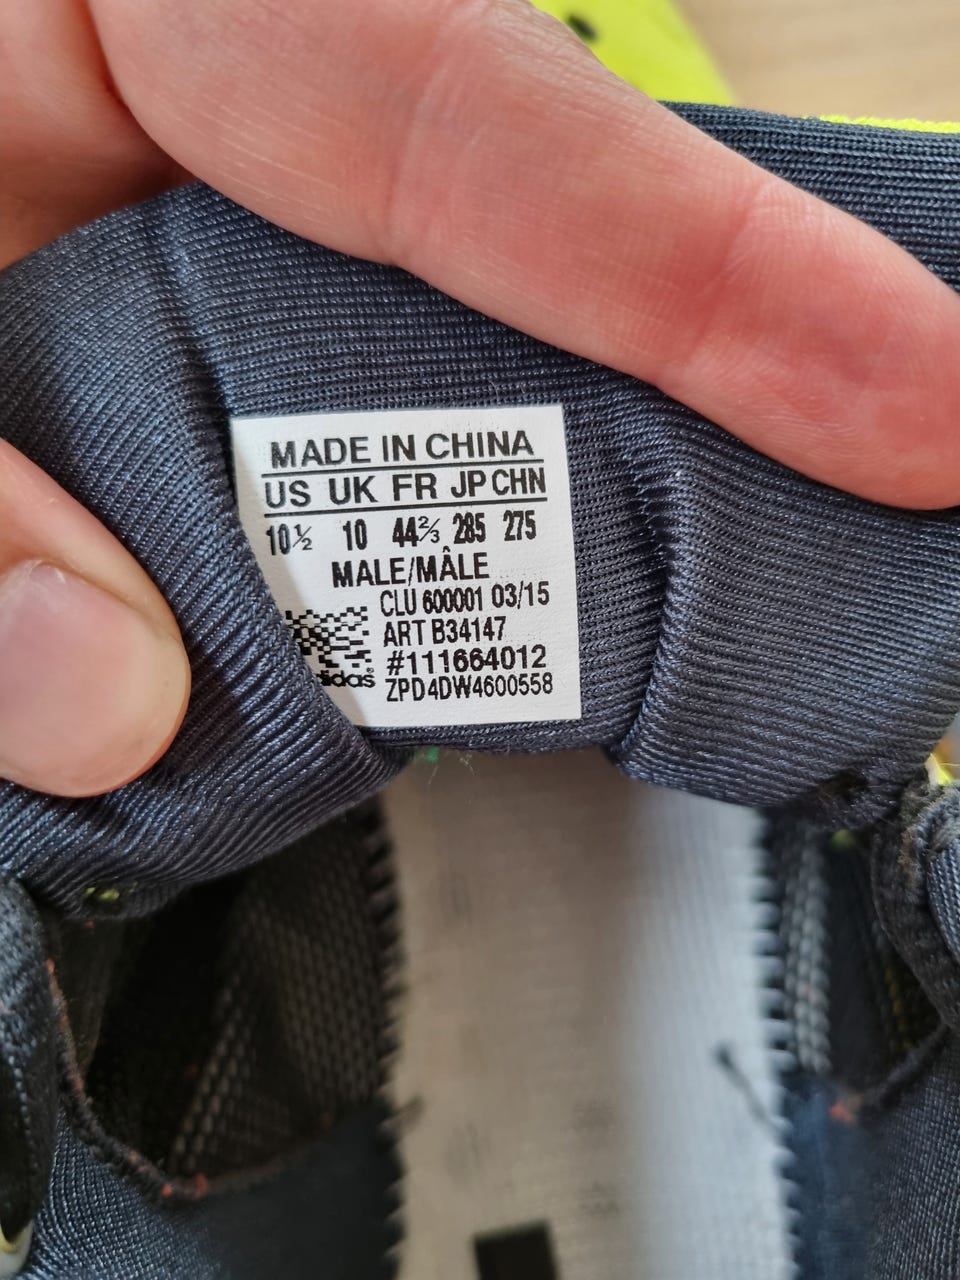 MADE IN CHINA
US UK FR JP CHN
10½ 10 44⅔ 285 275
MALE/MÂLE
CLU 600001 03/15
ART B34147
#111664012
adidas ZPD4DW4600558